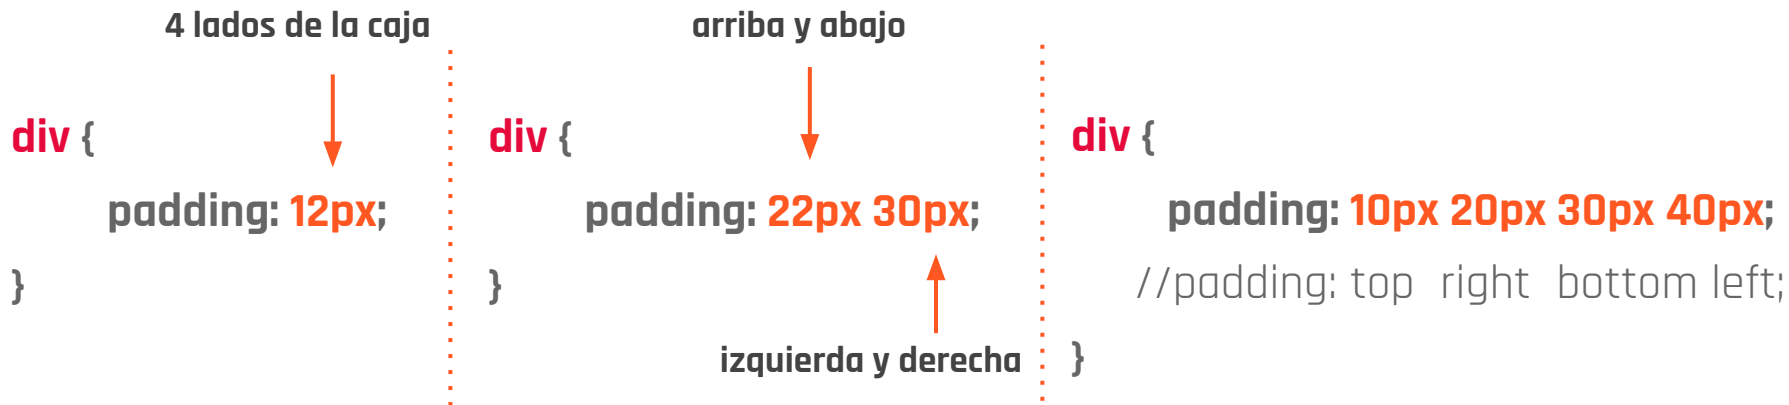 4 lados de la caja
div {
padding: 12px;
}
arriba y abajo
div {
padding: 22px 30px;
}
izquierda y derecha
div {
padding: 10px 20px 30px 40px;
//padding: top right bottom left;
}